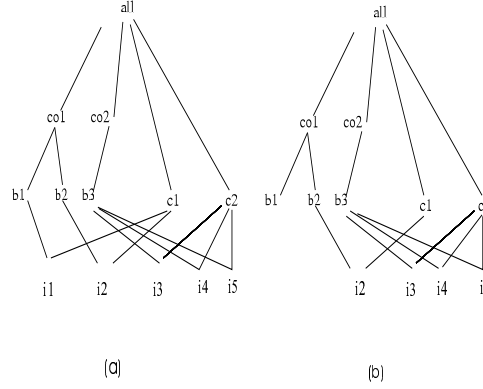 all all
co1 co2 co1 co2
b1 b2 b3 c1 c2 b1 b2 b3 c1 c
i1 i2 i3 i4 i5 i2 i3 i4 i
(a) (b)